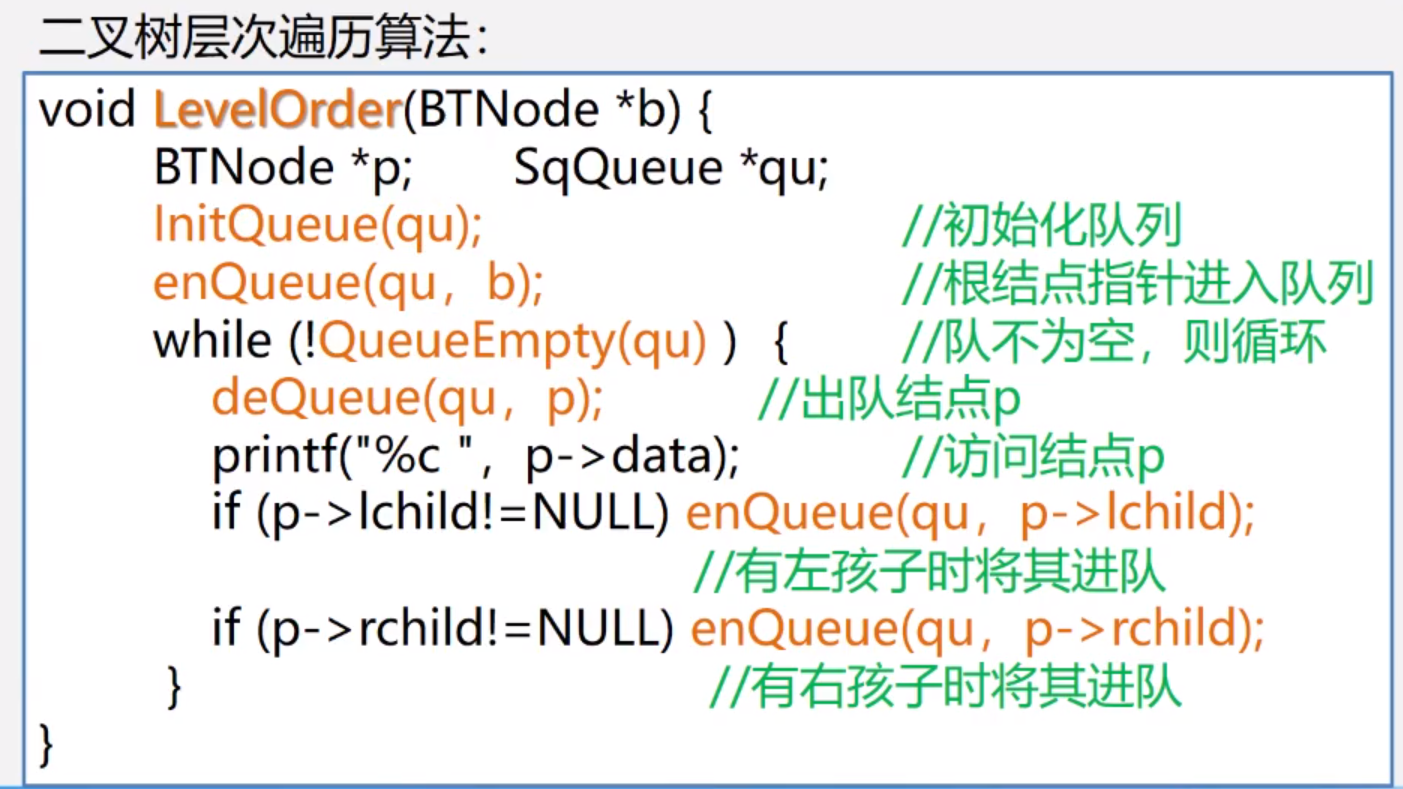 二叉树层次遍历算法：
void LevelOrder(BTNode *b) {
BTNode *p; SqQueue *qu;
InitQueue(qu); //初始化队列
enQueue(qu，b); //根结点指针进入队列
while (!QueueEmpty(qu) ) { //队不为空，则循环
deQueue(qu，p); //出队结点p
printf("%c "，p->data); //访问结点p
if (p->lchild!=NULL) enQueue(qu，p->lchild);
//有左孩子时将其进队
if (p->rchild!=NULL) enQueue(qu，p->rchild);
} //有右孩子时将其进队
}